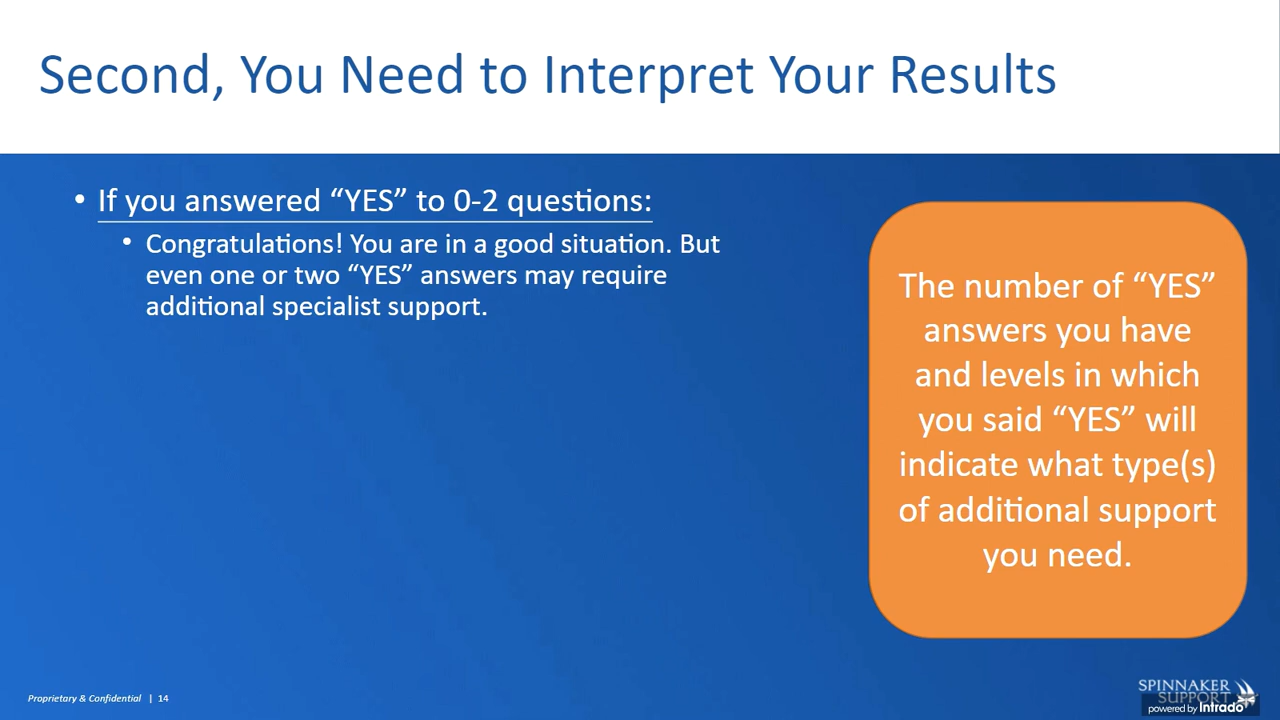 Second, You Need to Interpret Your Results
• If you answered “YES” to 0-2 questions:
• Congratulations! You are in a good situation. But
even one or two “YES” answers may require
additional specialist support.
The number of “YES”
answers you have
and levels in which
you said “YES” will
indicate what type(s)
of additional support
you need.
Proprietary & Confidential | 14
SPINNAKER
SUPPORT
powered by Intrado